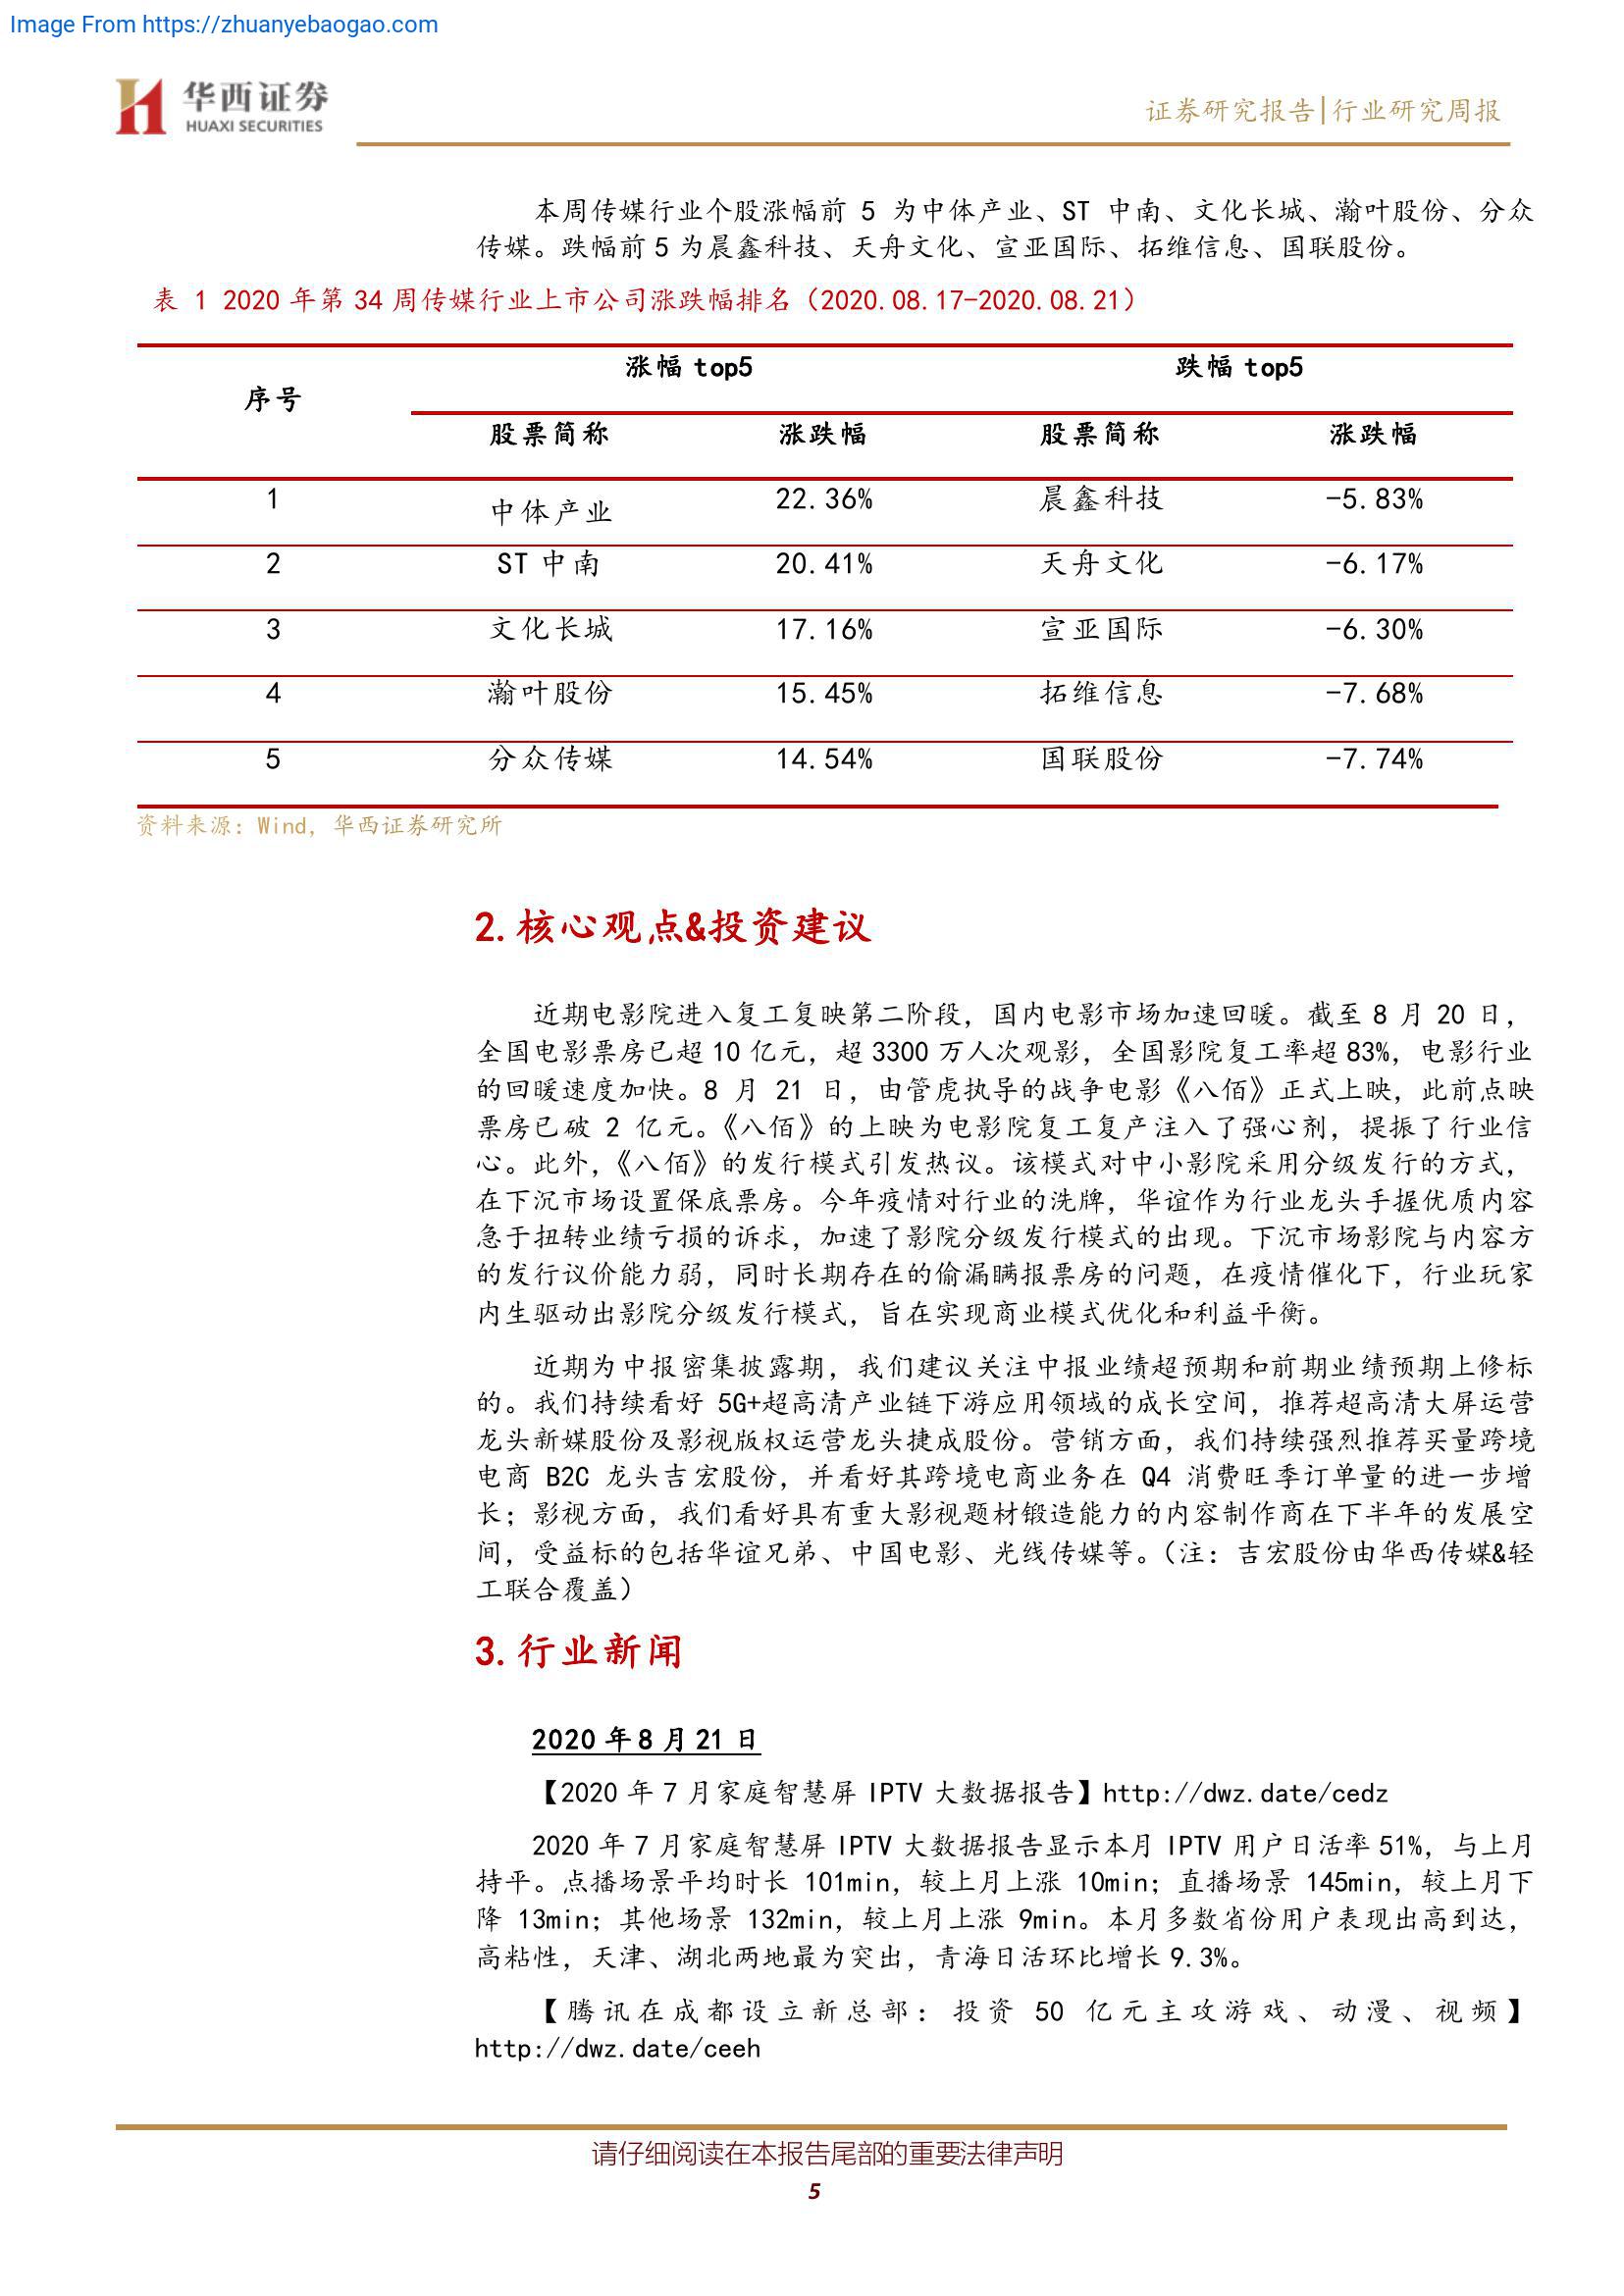 Image From https://zhuanyebaogao.com
华西证券
HUAXI SECURITIES
证券研究报告|行业研究周报
本周传媒行业个股涨幅前 5 为中体产业、ST 中南、文化长城、瀚叶股份、分众
传媒。跌幅前 5 为晨鑫科技、天舟文化、宣亚国际、拓维信息、国联股份。
表 1 2020 年第 34 周传媒行业上市公司涨跌幅排名（2020.08.17-2020.08.21）
序号 涨幅 top5 跌幅 top5
股票简称 涨跌幅 股票简称 涨跌幅
1 中体产业 22.36% 晨鑫科技 -5.83%
2 ST 中南 20.41% 天舟文化 -6.17%
3 文化长城 17.16% 宣亚国际 -6.30%
4 瀚叶股份 15.45% 拓维信息 -7.68%
5 分众传媒 14.54% 国联股份 -7.74%
资料来源：Wind，华西证券研究所
2.核心观点&投资建议
近期电影院进入复工复映第二阶段，国内电影市场加速回暖。截至 8 月 20 日，
全国电影票房已超 10 亿元，超 3300 万人次观影，全国影院复工率超 83%，电影行业
的回暖速度加快。8 月 21 日，由管虎执导的战争电影《八佰》正式上映，此前点映
票房已破 2 亿元。《八佰》的上映为电影院复工复产注入了强心剂，提振了行业信
心。此外，《八佰》的发行模式引发热议。该模式对中小影院采用分级发行的方式，
在下沉市场设置保底票房。今年疫情对行业的洗牌，华谊作为行业龙头手握优质内容
急于扭转业绩亏损的诉求，加速了影院分级发行模式的出现。下沉市场影院与内容方
的发行议价能力弱，同时长期存在的偷漏瞒报票房的问题，在疫情催化下，行业玩家
内生驱动出影院分级发行模式，旨在实现商业模式优化和利益平衡。
近期为中报密集披露期，我们建议关注中报业绩超预期和前期业绩预期上修标
的。我们持续看好 5G+超高清产业链下游应用领域的成长空间，推荐超高清大屏运营
龙头新媒股份及影视版权运营龙头捷成股份。营销方面，我们持续强烈推荐买量跨境
电商 B2C 龙头吉宏股份，并看好其跨境电商业务在 Q4 消费旺季订单量的进一步增
长；影视方面，我们看好具有重大影视题材锻造能力的内容制作商在下半年的发展空
间，受益标的包括华谊兄弟、中国电影、光线传媒等。（注：吉宏股份由华西传媒&轻
工联合覆盖）
3.行业新闻
2020 年 8 月 21 日
【2020 年 7 月家庭智慧屏 IPTV 大数据报告】http://dwz.date/cedz
2020 年 7 月家庭智慧屏 IPTV 大数据报告显示本月 IPTV 用户日活率 51%，与上月
持平。点播场景平均时长 101min，较上月上涨 10min；直播场景 145min，较上月下
降 13min；其他场景 132min，较上月上涨 9min。本月多数省份用户表现出高到达，
高粘性，天津、湖北两地最为突出，青海日活环比增长 9.3%。
【腾讯在成都设立新总部：投资 50 亿元主攻游戏、动漫、视频】
http://dwz.date/ceeh
请仔细阅读在本报告尾部的重要法律声明
5